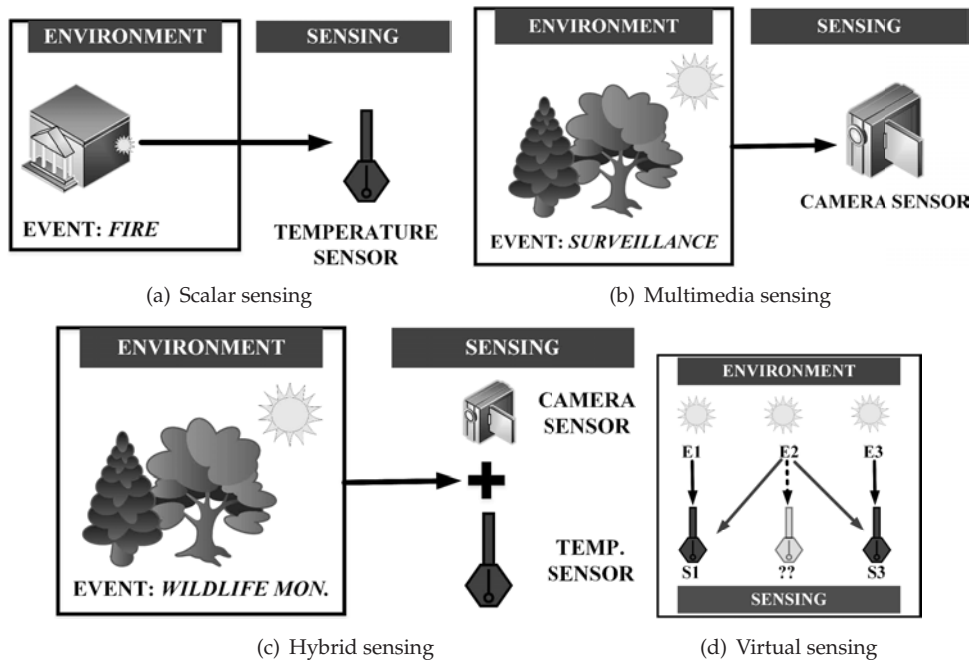 ENVIRONMENT
SENSING
EVENT: FIRE
TEMPERATURE
SENSOR
(a) Scalar sensing
ENVIRONMENT
SENSING
EVENT: SURVEILLANCE
CAMERA SENSOR
(b) Multimedia sensing
ENVIRONMENT
SENSING
CAMERA
SENSOR
TEMP.
SENSOR
EVENT: WILDLIFE MON.
(c) Hybrid sensing
ENVIRONMENT
E1 E2 E3
S1 ?? S3
SENSING
(d) Virtual sensing